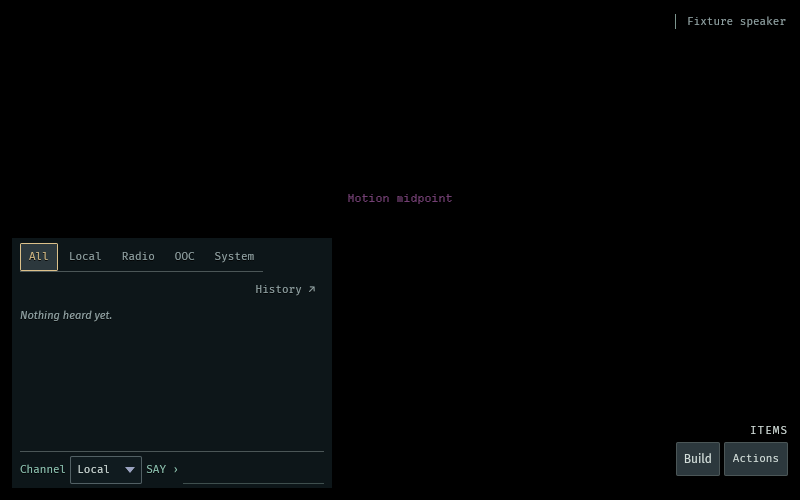 Fixture speaker
Motion midpoint
All Local Radio OOC System
History ↗
Nothing heard yet.
Channel Local SAY ›
ITEMS
Build Actions